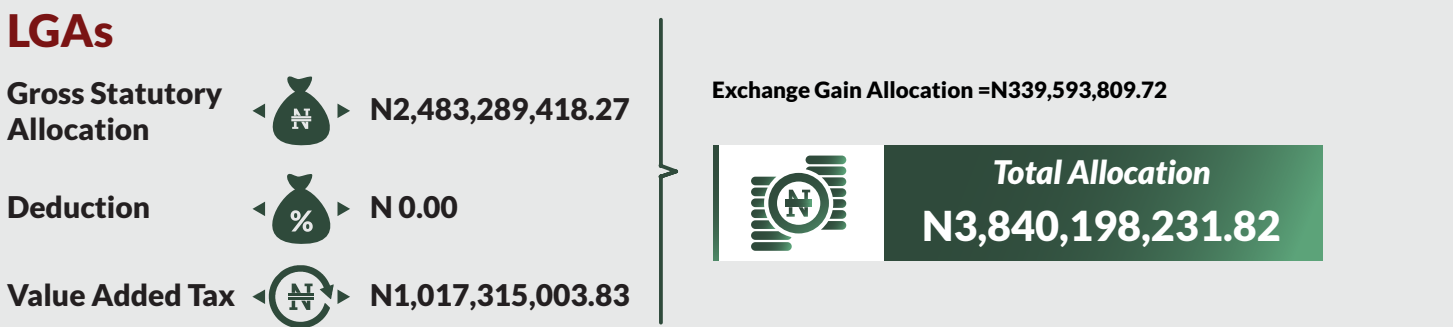 LGAs
Gross Statutory
Allocation
₦
N2,483,289,418.27
Deduction
%
N 0.00
Value Added Tax
₦
N1,017,315,003.83
Exchange Gain Allocation =N339,593,809.72
₦
Total Allocation
N3,840,198,231.82